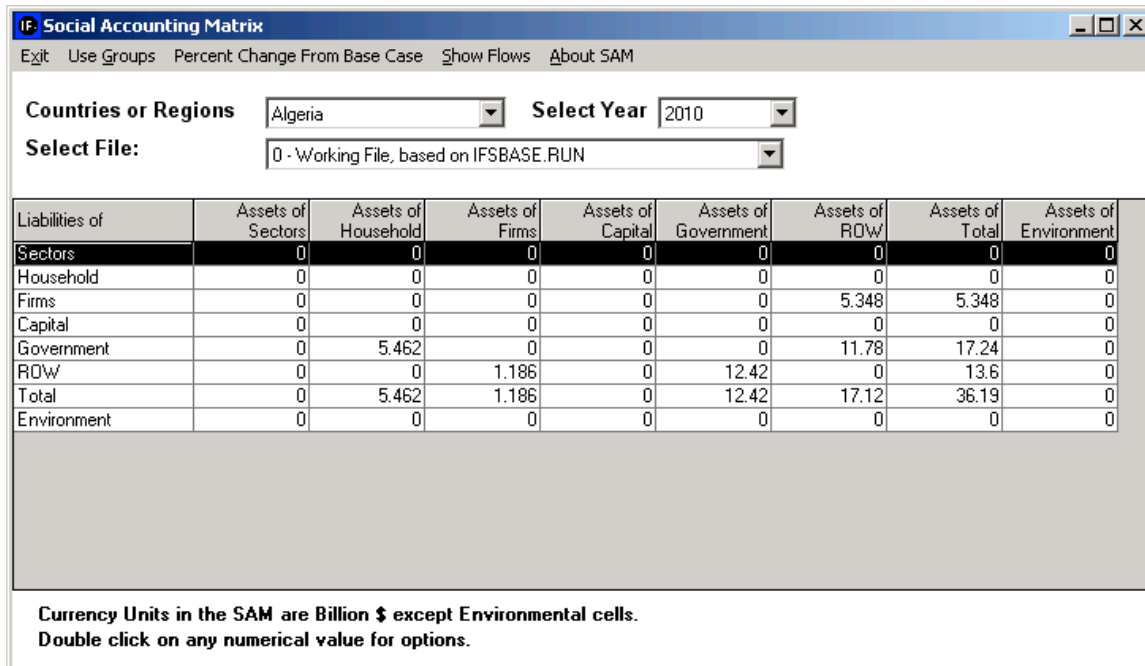 IFs Social Accounting Matrix
Exit Use Groups Percent Change From Base Case Show Flows About SAM
Countries or Regions Algeria Select Year 2010
Select File: 0 - Working File, based on IFSBASE.RUN
Liabilities of Assets of Sectors Assets of Household Assets of Firms Assets of Capital Assets of Government Assets of ROW Assets of Total Assets of Environment
Sectors 0 0 0 0 0 0 0 0
Household 0 0 0 0 0 0 0 0
Firms 0 0 0 0 0 5.348 5.348 0
Capital 0 0 0 0 0 0 0 0
Government 0 5.462 0 0 0 11.78 17.24 0
ROW 0 0 1.186 0 12.42 0 13.6 0
Total 0 5.462 1.186 0 12.42 17.12 36.19 0
Environment 0 0 0 0 0 0 0 0
Currency Units in the SAM are Billion $ except Environmental cells.
Double click on any numerical value for options.